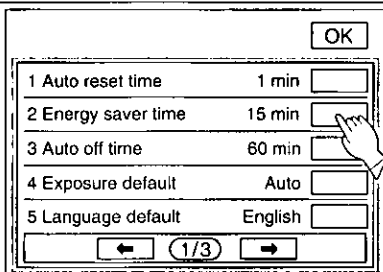 OK
1 Auto reset time 1 min
2 Energy saver time 15 min
3 Auto off time 60 min
4 Exposure default Auto
5 Language default English
← 1/3 →